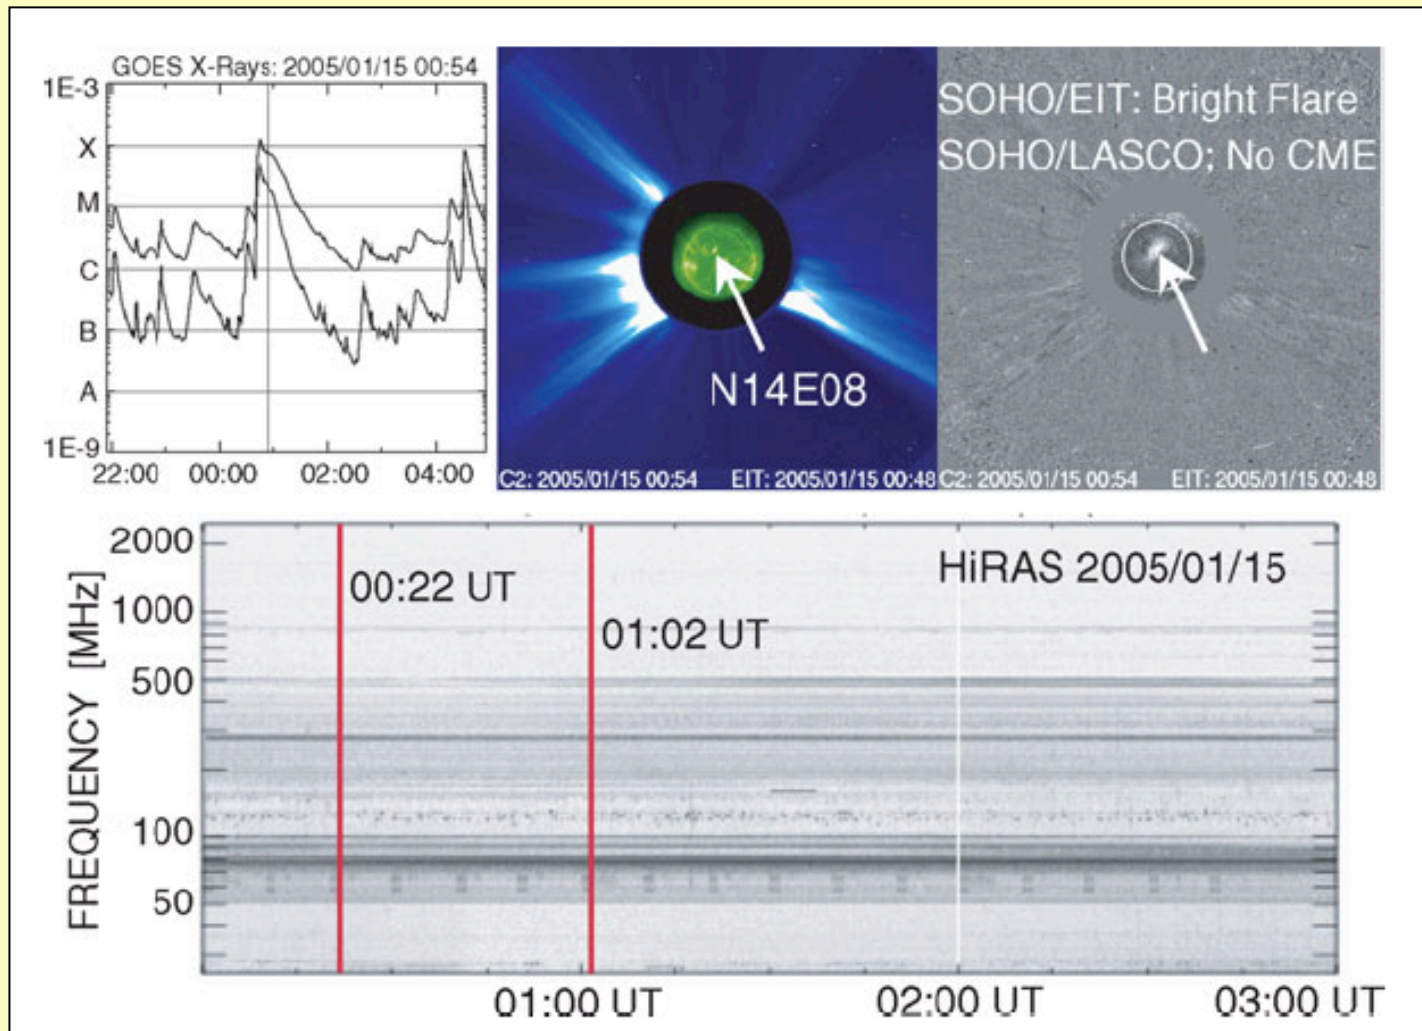 GOES X-Rays: 2005/01/15 00:54
1E-3
X
M
C
B
A
1E-9
22:00 00:00 02:00 04:00
N14E08
C2: 2005/01/15 00:54 EIT: 2005/01/15 00:48
SOHO/EIT: Bright Flare
SOHO/LASCO; No CME
C2: 2005/01/15 00:54 EIT: 2005/01/15 00:48
FREQUENCY [MHz]
2000
1000
500
100
50
00:22 UT
01:02 UT
HiRAS 2005/01/15
01:00 UT 02:00 UT 03:00 UT